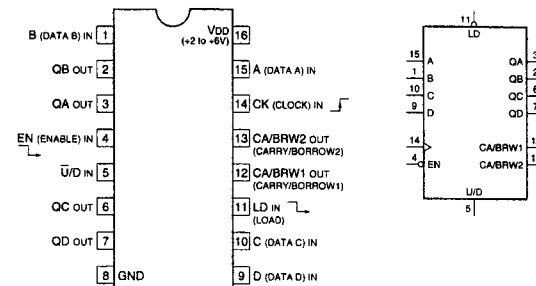 B (DATA B) IN 1
QB OUT 2
QA OUT 3
EN (ENABLE) IN 4
U̅/D IN 5
QC OUT 6
QD OUT 7
8 GND
16 VDD
(+2 to +6V)
15 A (DATA A) IN
14 CK (CLOCK) IN
13 CA/BRW2 OUT
(CARRY/BORROW2)
12 CA/BRW1 OUT
(CARRY/BORROW1)
11 LD IN
(LOAD)
10 C (DATA C) IN
9 D (DATA D) IN
11
LD
15 A QA 3
1 B QB 2
10 C QC 6
9 D QD 7
14 CA/BRW1
4 EN CA/BRW2
U/D
5